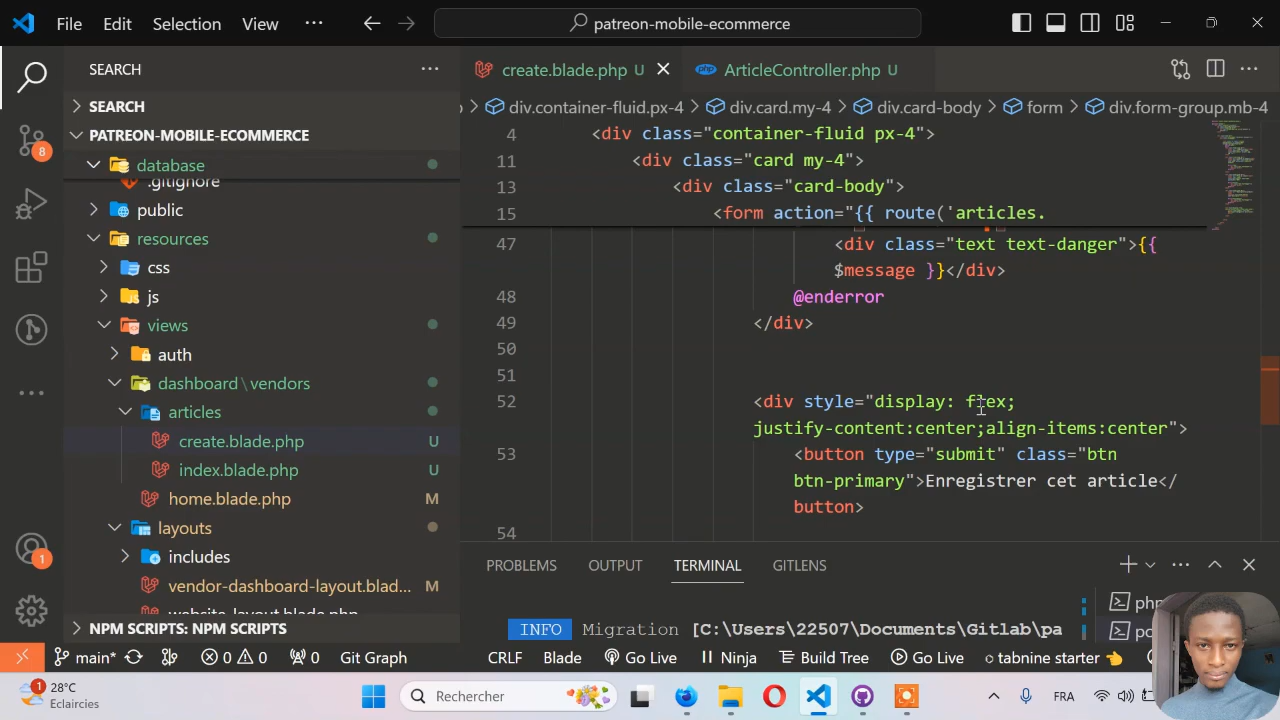 File Edit Selection View ··· patreon-mobile-ecommerce
SEARCH ···
SEARCH
PATREON-MOBILE-ECOMMERCE
database
.gitignore
public
resources
css
js
views
auth
dashboard\vendors
articles
create.blade.php U
index.blade.php U
home.blade.php M
layouts
includes
vendor-dashboard-layout.blad... M
website-layout.blade.php
NPM SCRIPTS: NPM SCRIPTS
8
1
create.blade.php U
ArticleController.php U
div.container-fluid.px-4 > div.card.my-4 > div.card-body > form > div.form-group.mb-4
4 <div class="container-fluid px-4">
11 <div class="card my-4">
13 <div class="card-body">
15 <form action="{{ route('articles.
47 <div class="text text-danger">{{
$message }}</div>
48 @enderror
49 </div>
50
51
52 <div style="display: flex;
justify-content:center;align-items:center">
53 <button type="submit" class="btn
btn-primary">Enregistrer cet article</
button>
54
PROBLEMS OUTPUT TERMINAL GITLENS
INFO Migration [C:\Users\22507\Documents\Gitlab\pa
main* 0 0 0 Git Graph CRLF Blade Go Live Ninja Build Tree Go Live tabnine starter
1
28°C
Eclaircies
Rechercher
FRA